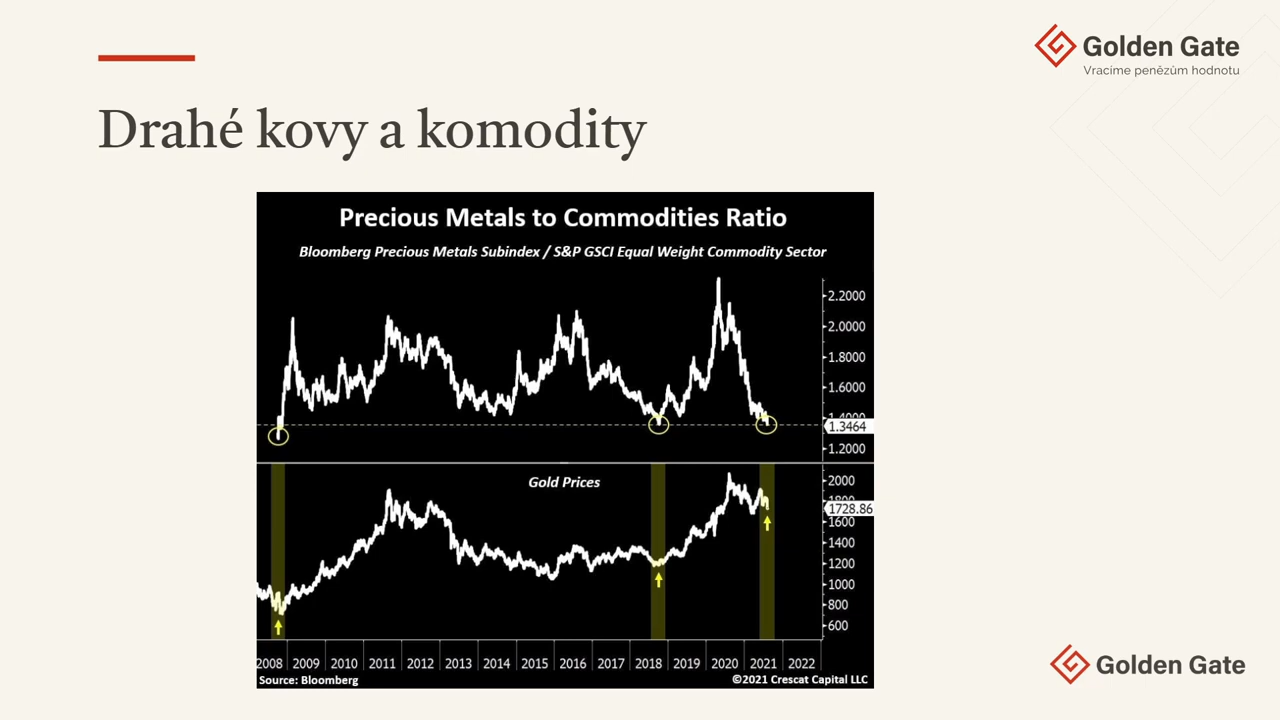 Golden Gate
Vracíme penězům hodnotu
Drahé kovy a komodity
Precious Metals to Commodities Ratio
Bloomberg Precious Metals Subindex / S&P GSCI Equal Weight Commodity Sector
2.2000
2.0000
1.8000
1.6000
1.4000
1.3464
1.2000
Gold Prices
2000
1800
1728.86
1600
1400
1200
1000
800
600
2008 2009 2010 2011 2012 2013 2014 2015 2016 2017 2018 2019 2020 2021 2022
Source: Bloomberg
©2021 Crescat Capital LLC
Golden Gate